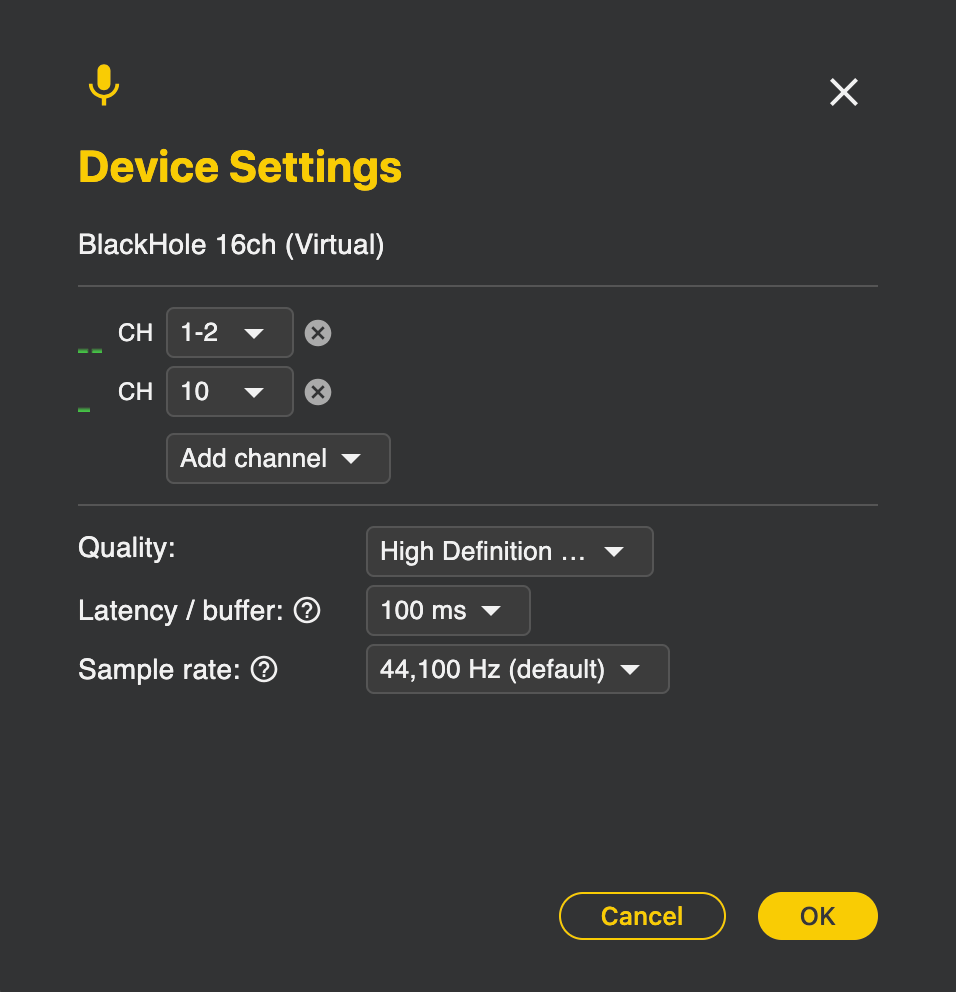 Device Settings
BlackHole 16ch (Virtual)
CH 1-2
CH 10
Add channel
Quality: High Definition ...
Latency / buffer: ? 100 ms
Sample rate: ? 44,100 Hz (default)
Cancel OK